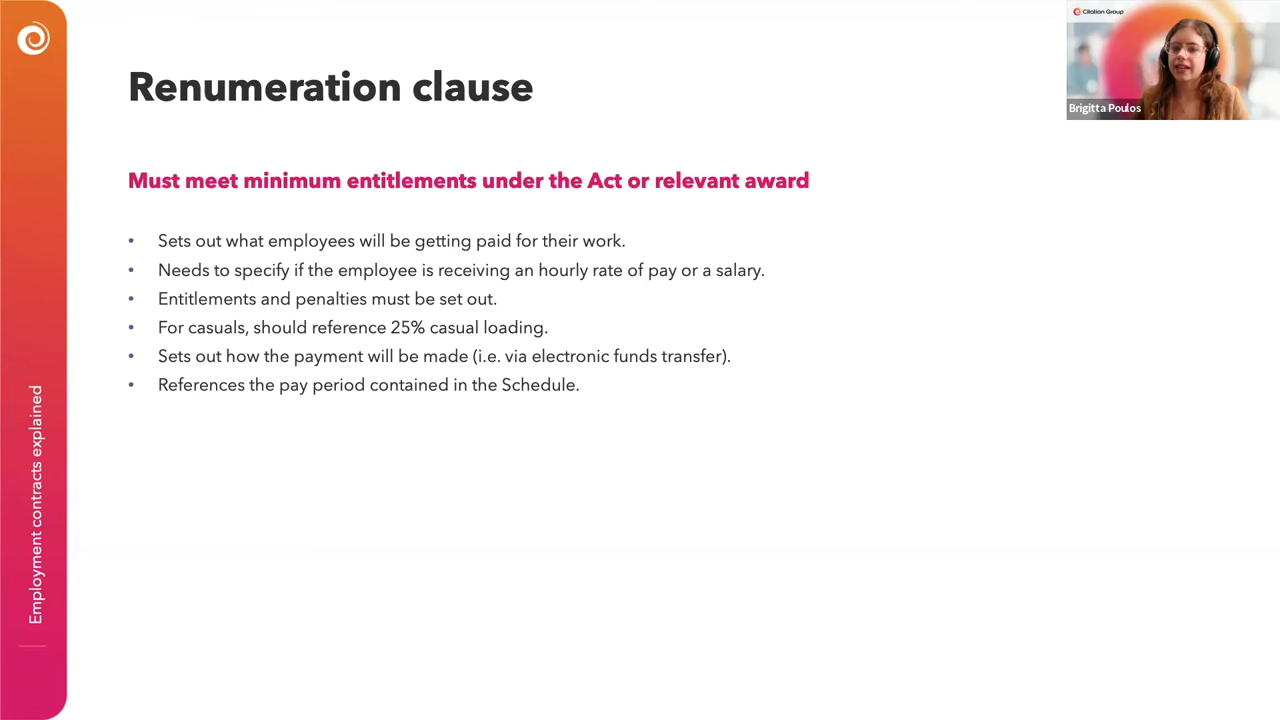 Renumeration clause
Citation Group
Brigitta Poulos
Must meet minimum entitlements under the Act or relevant award
• Sets out what employees will be getting paid for their work.
• Needs to specify if the employee is receiving an hourly rate of pay or a salary.
• Entitlements and penalties must be set out.
• For casuals, should reference 25% casual loading.
• Sets out how the payment will be made (i.e. via electronic funds transfer).
• References the pay period contained in the Schedule.
Employment contracts explained